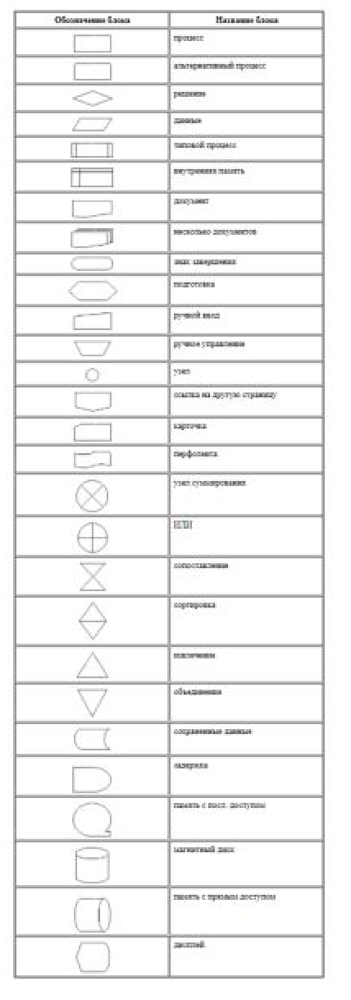 Обозначение блока Название блока
процесс
альтернативный процесс
решение
данные
типовой процесс
внутренняя память
документ
несколько документов
знак завершения
подготовка
ручной ввод
ручное управление
узел
ссылка на другую страницу
карточка
перфолента
узел суммирования
ИЛИ
сопоставление
сортировка
извлечение
объединение
сохраненные данные
задержка
память с посл. доступом
магнитный диск
память с прямым доступом
дисплей